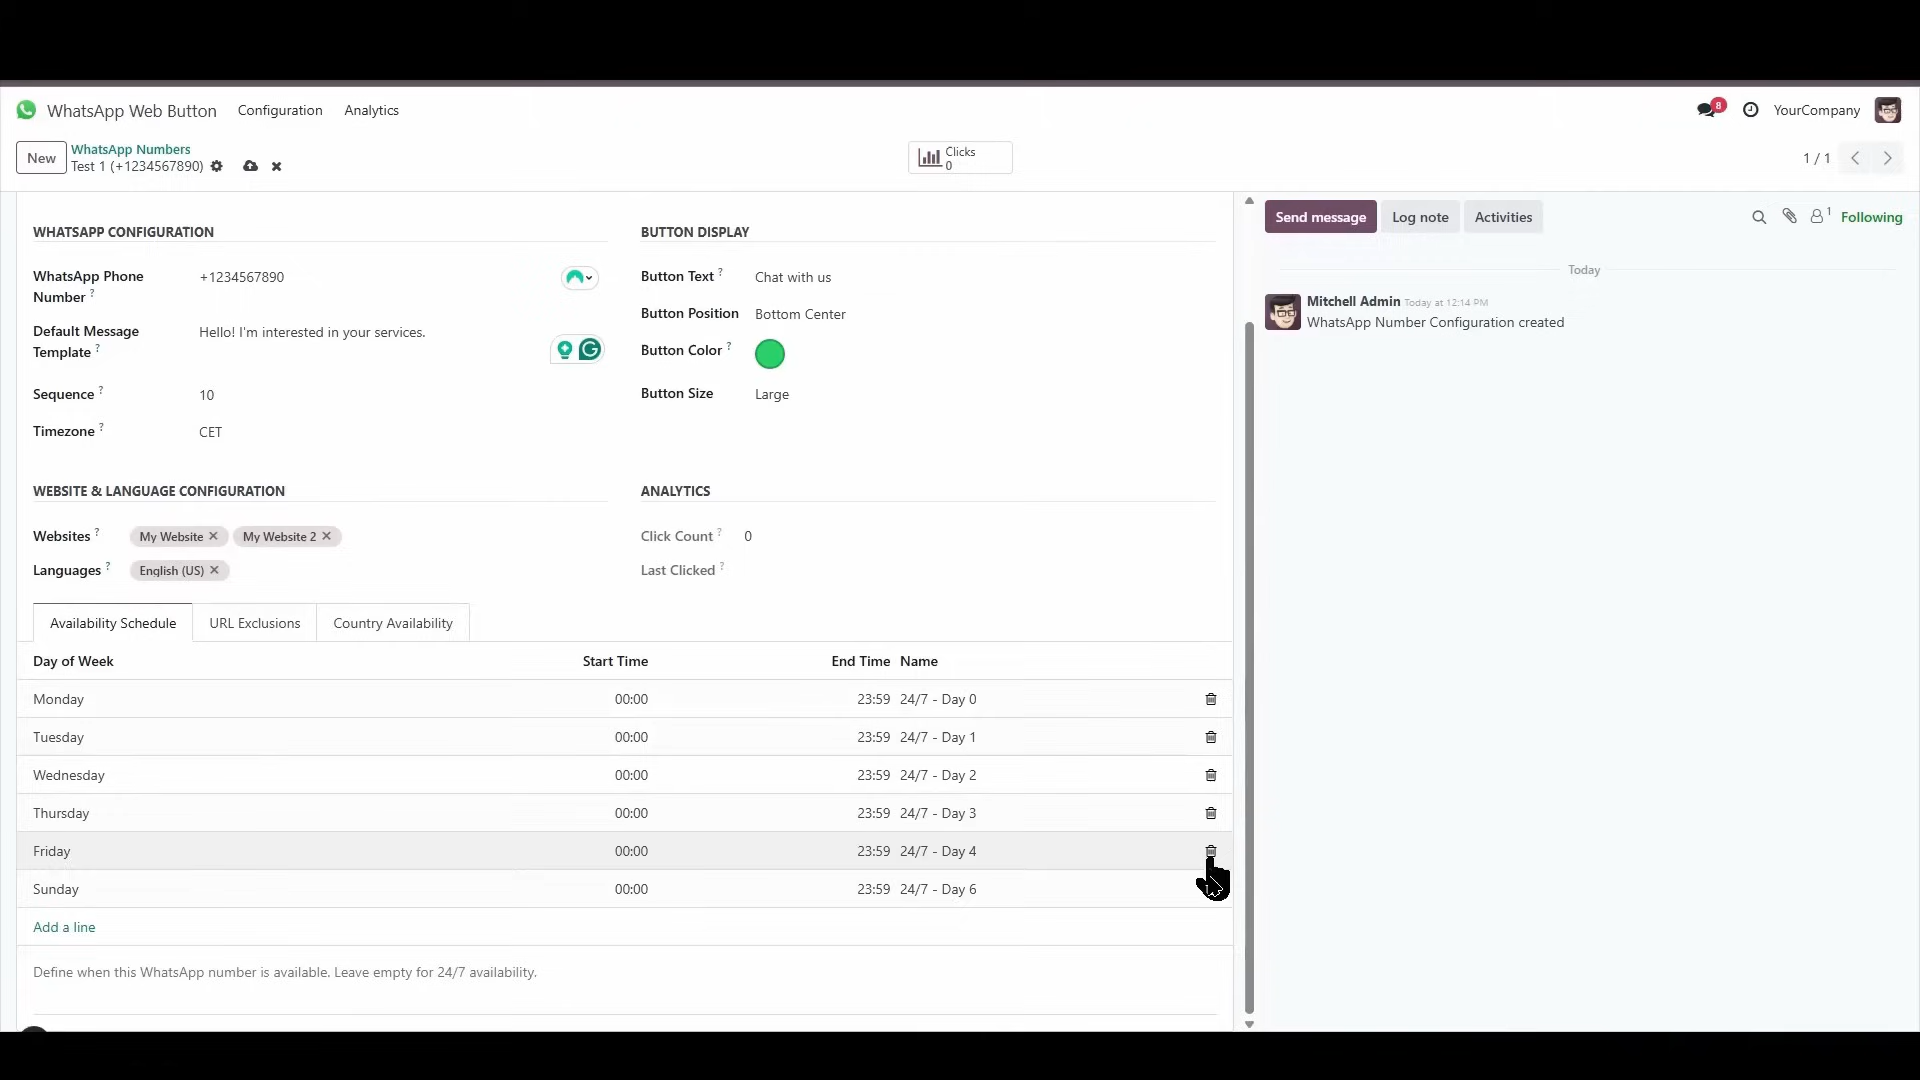 WhatsApp Web Button Configuration Analytics 8 YourCompany
New WhatsApp Numbers
Test 1 (+1234567890)
Clicks
0
1 / 1
WHATSAPP CONFIGURATION
WhatsApp Phone Number ? +1234567890
Default Message Template ? Hello! I'm interested in your services.
Sequence ? 10
Timezone ? CET
BUTTON DISPLAY
Button Text ? Chat with us
Button Position Bottom Center
Button Color ?
Button Size Large
WEBSITE & LANGUAGE CONFIGURATION
Websites ? My Website My Website 2
Languages ? English (US)
ANALYTICS
Click Count ? 0
Last Clicked ?
Availability Schedule URL Exclusions Country Availability
Day of Week Start Time End Time Name
Monday 00:00 23:59 24/7 - Day 0
Tuesday 00:00 23:59 24/7 - Day 1
Wednesday 00:00 23:59 24/7 - Day 2
Thursday 00:00 23:59 24/7 - Day 3
Friday 00:00 23:59 24/7 - Day 4
Sunday 00:00 23:59 24/7 - Day 6
Add a line
Define when this WhatsApp number is available. Leave empty for 24/7 availability.
Send message Log note Activities 1 Following
Today
Mitchell Admin Today at 12:14 PM
WhatsApp Number Configuration created